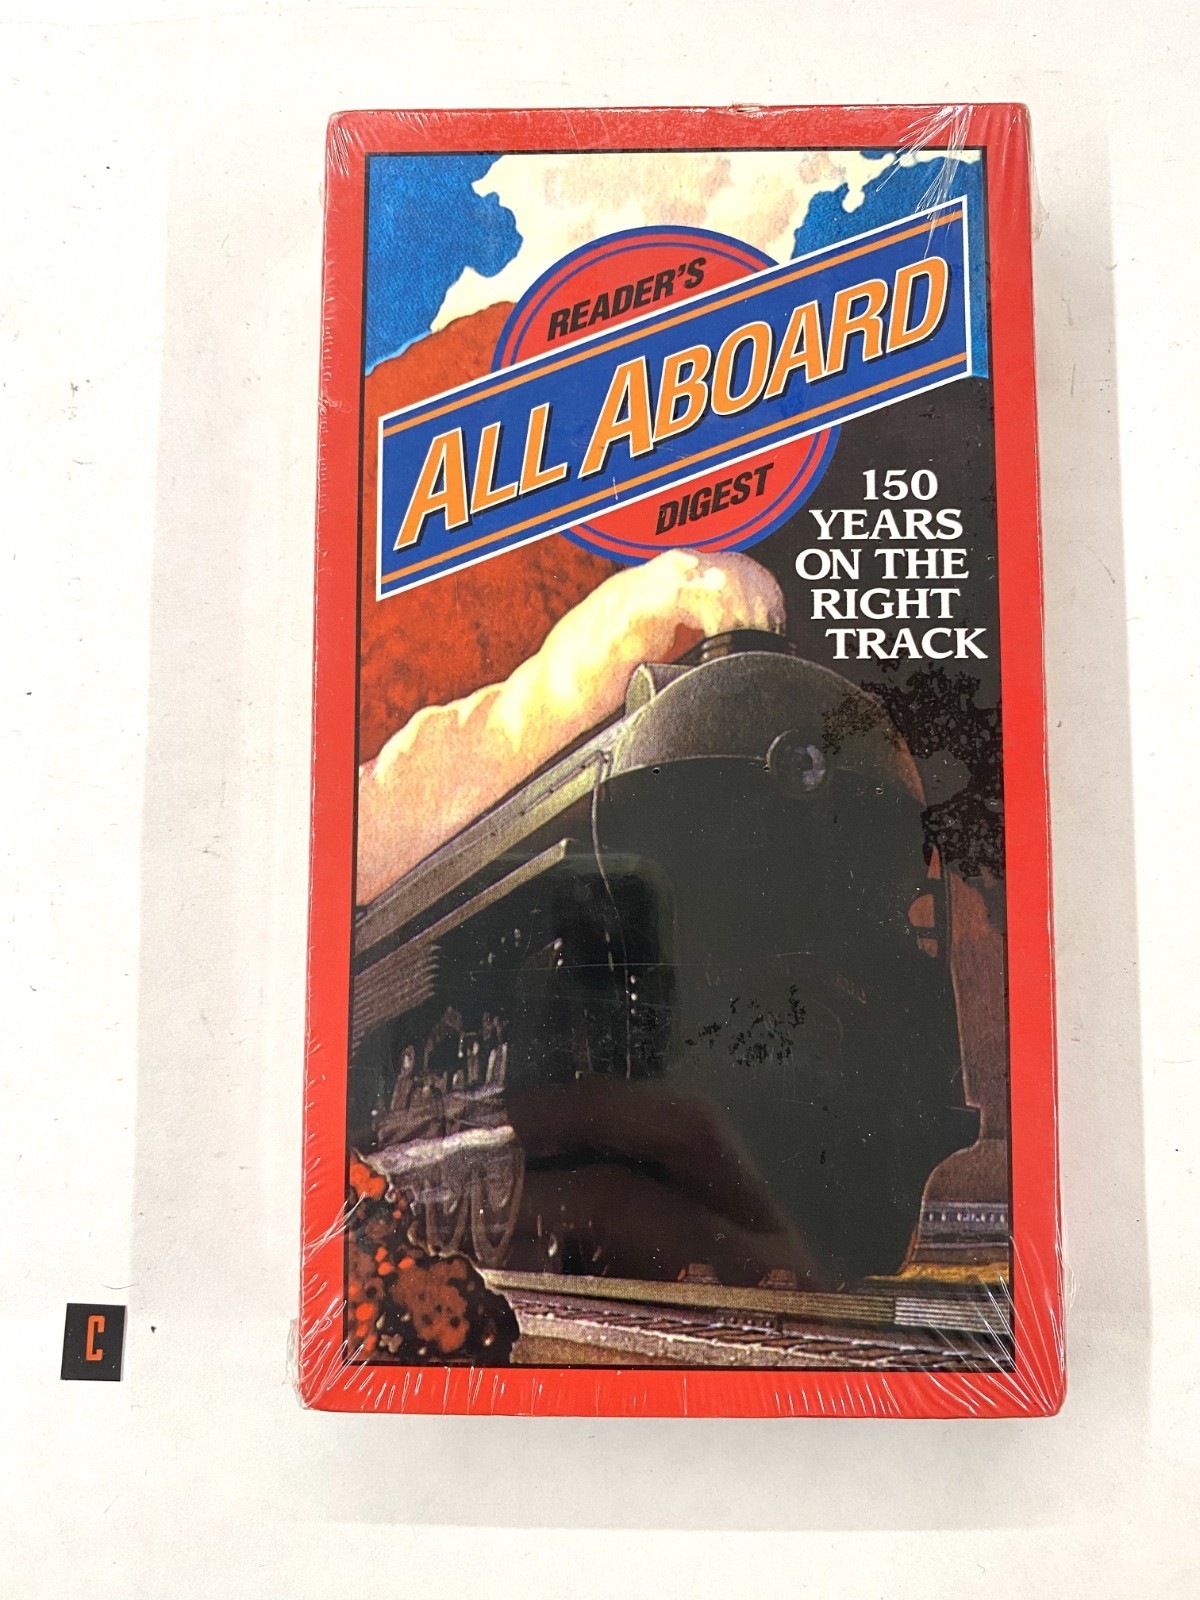 READER'S
ALL ABOARD
DIGEST
150
YEARS
ON THE
RIGHT
TRACK
C